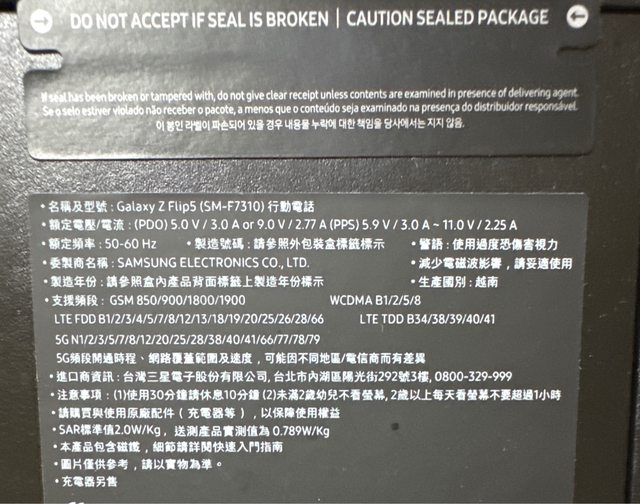 DO NOT ACCEPT IF SEAL IS BROKEN | CAUTION SEALED PACKAGE
If seal has been broken or tampered with, do not give clear receipt unless contents are examined in presence of delivering agent.
Se o selo estiver violado não receber o pacote, a menos que o conteúdo seja examinado na presença do distribuidor responsável.
이 봉인 라벨이 파손되어 있을 경우 내용물 누락에 대한 책임을 당사에서는 지지 않음.
• 名稱及型號 : Galaxy Z Flip5 (SM-F7310) 行動電話
• 額定電壓/電流 : (PDO) 5.0 V / 3.0 A or 9.0 V / 2.77 A (PPS) 5.9 V / 3.0 A ~ 11.0 V / 2.25 A
• 額定頻率 : 50-60 Hz • 製造號碼 : 請參照外包裝盒標籤標示 • 警語 : 使用過度恐傷害視力
• 委製商名稱 : SAMSUNG ELECTRONICS CO., LTD. • 減少電磁波影響，請妥適使用
• 製造年份 : 請參照盒內產品背面標籤上製造年份標示 • 生產國別 : 越南
• 支援頻段 : GSM 850/900/1800/1900 WCDMA B1/2/5/8
LTE FDD B1/2/3/4/5/7/8/12/13/18/19/20/25/26/28/66 LTE TDD B34/38/39/40/41
5G N1/2/3/5/7/8/12/20/25/28/38/40/41/66/77/78/79
5G頻段開通時程、網路覆蓋範圍及速度，可能因不同地區/電信商而有差異
• 進口商資訊 : 台灣三星電子股份有限公司, 台北市內湖區陽光街292號3樓, 0800-329-999
• 注意事項 : (1)使用30分鐘請休息10分鐘 (2)未滿2歲幼兒不看螢幕, 2歲以上每天看螢幕不要超過1小時
• 請購買與使用原廠配件（充電器等），以保障使用權益
• SAR標準值2.0W/Kg，送測產品實測值為 0.789W/Kg
• 本產品包含磁鐵，細節請詳閱快速入門指南
• 圖片僅供參考，請以實物為準。
• 充電器另售